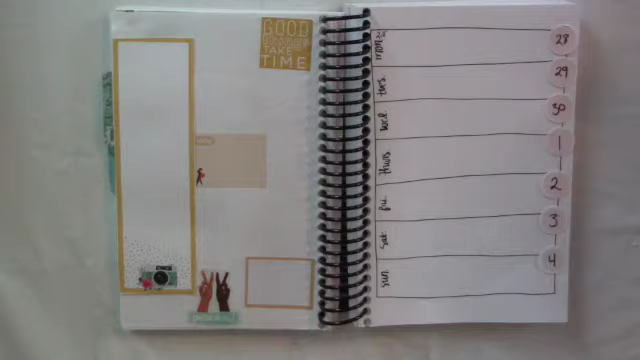 GOOD
TAKE
TIME
mon
28
tues
29
wed
30
thurs
1
fri
2
sat
3
sun
4